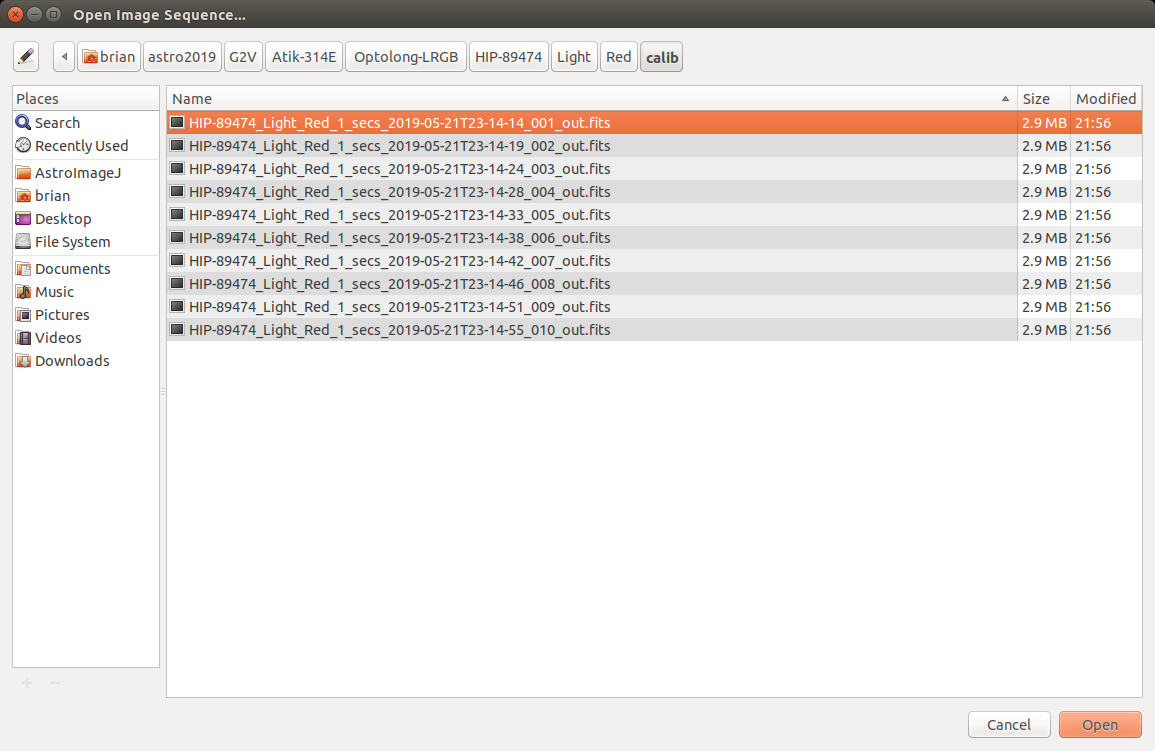 Open Image Sequence...
brian astro2019 G2V Atik-314E Optolong-LRGB HIP-89474 Light Red calib
Places
Search
Recently Used
AstroImageJ
brian
Desktop
File System
Documents
Music
Pictures
Videos
Downloads
Name Size Modified
HIP-89474_Light_Red_1_secs_2019-05-21T23-14-14_001_out.fits 2.9 MB 21:56
HIP-89474_Light_Red_1_secs_2019-05-21T23-14-19_002_out.fits 2.9 MB 21:56
HIP-89474_Light_Red_1_secs_2019-05-21T23-14-24_003_out.fits 2.9 MB 21:56
HIP-89474_Light_Red_1_secs_2019-05-21T23-14-28_004_out.fits 2.9 MB 21:56
HIP-89474_Light_Red_1_secs_2019-05-21T23-14-33_005_out.fits 2.9 MB 21:56
HIP-89474_Light_Red_1_secs_2019-05-21T23-14-38_006_out.fits 2.9 MB 21:56
HIP-89474_Light_Red_1_secs_2019-05-21T23-14-42_007_out.fits 2.9 MB 21:56
HIP-89474_Light_Red_1_secs_2019-05-21T23-14-46_008_out.fits 2.9 MB 21:56
HIP-89474_Light_Red_1_secs_2019-05-21T23-14-51_009_out.fits 2.9 MB 21:56
HIP-89474_Light_Red_1_secs_2019-05-21T23-14-55_010_out.fits 2.9 MB 21:56
Cancel Open